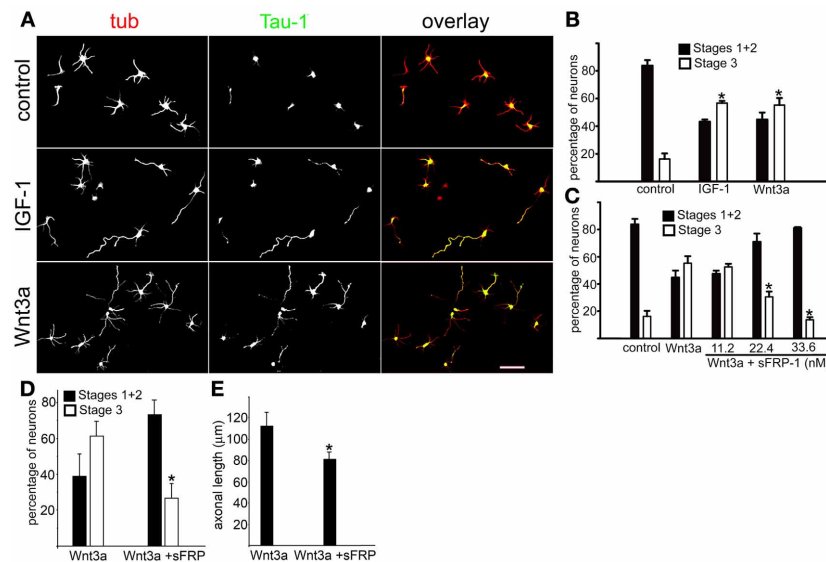 A
tub
Tau-1
overlay
control
IGF-1
Wnt3a
B
Stages 1+2
Stage 3
percentage of neurons
80
60
40
20
*
*
control
IGF-1
Wnt3a
C
Stages 1+2
Stage 3
percentage of neurons
80
60
40
20
*
*
control
Wnt3a
11.2
22.4
33.6
Wnt3a + sFRP-1 (nM
D
Stages 1+2
Stage 3
percentage of neurons
80
60
40
20
*
Wnt3a
Wnt3a +sFRP
E
axonal length (µm)
120
100
80
60
40
20
*
Wnt3a
Wnt3a +sFRP